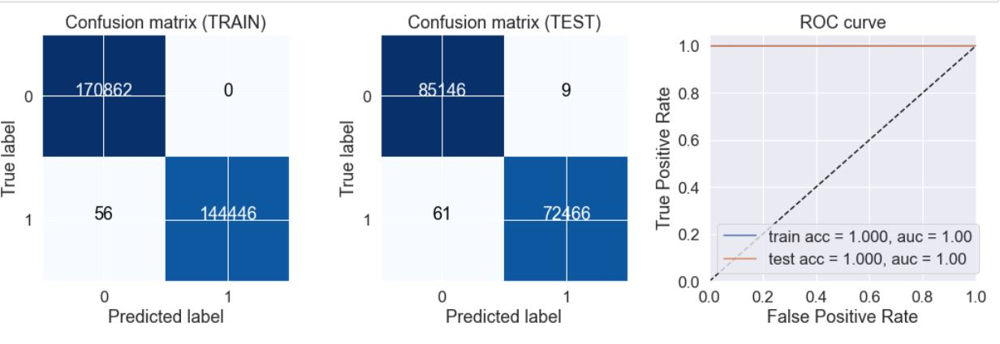 Confusion matrix (TRAIN)
True label
0
1
170862
0
56
144446
0
1
Predicted label
Confusion matrix (TEST)
True label
0
1
85146
9
61
72466
0
1
Predicted label
ROC curve
True Positive Rate
1.0
0.8
0.6
0.4
0.2
0.0
train acc = 1.000, auc = 1.00
test acc = 1.000, auc = 1.00
0.0
0.2
0.4
0.6
0.8
1.0
False Positive Rate